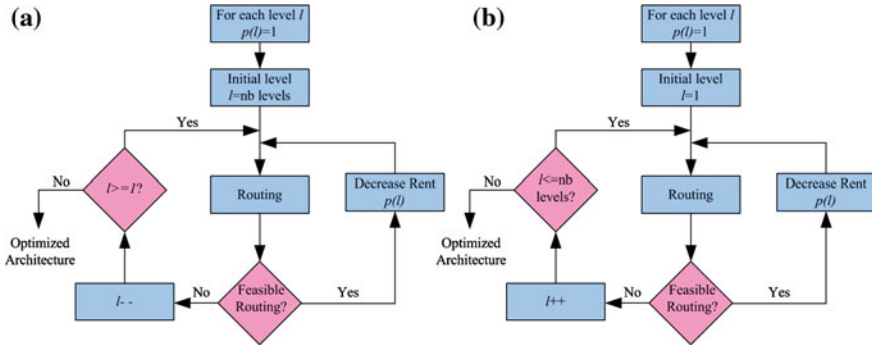 (a)
For each level l
p(l)=1
Initial level
l=nb levels
Yes
l>=1?
No
Optimized
Architecture
Routing
Decrease Rent
p(l)
l- -
No
Feasible
Routing?
Yes
(b)
For each level l
p(l)=1
Initial level
l=1
Yes
l<=nb
levels?
No
Optimized
Architecture
Routing
Decrease Rent
p(l)
l++
No
Feasible
Routing?
Yes